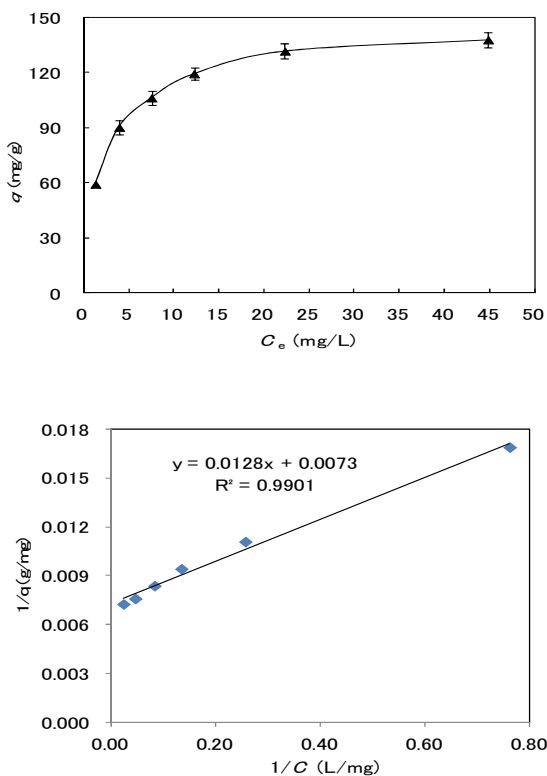 150
120
90
60
30
0
q (mg/g)
0 5 10 15 20 25 30 35 40 45 50
C e (mg/L)
0.018
0.015
0.012
0.009
0.006
0.003
0.000
1/q(g/mg)
y = 0.0128x + 0.0073
R² = 0.9901
0.00 0.20 0.40 0.60 0.80
1/C (L/mg)